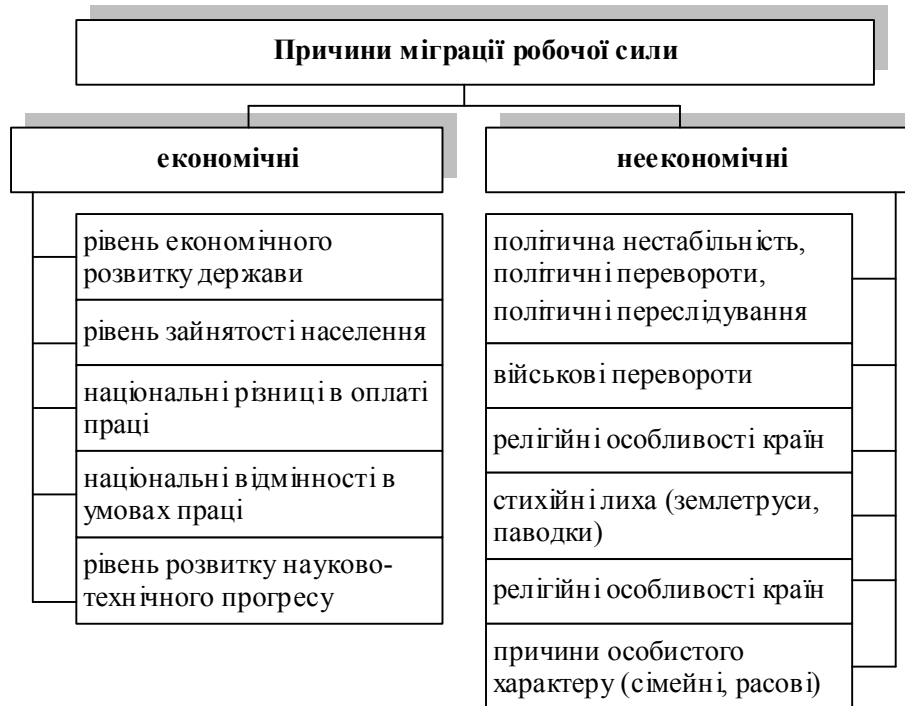 Причини міграції робочої сили
економічні
рівень економічного
розвитку держави
рівень зайнятості населення
національні різниці в оплаті
праці
національні відмінності в
умовах праці
рівень розвитку науково-
технічного прогресу
неекономічні
політична нестабільність,
політичні перевороти,
політичні переслідування
військові перевороти
релігійні особливості країн
стихійні лиха (землетруси,
паводки)
релігійні особливості країн
причини особистого
характеру (сімейні, расові)